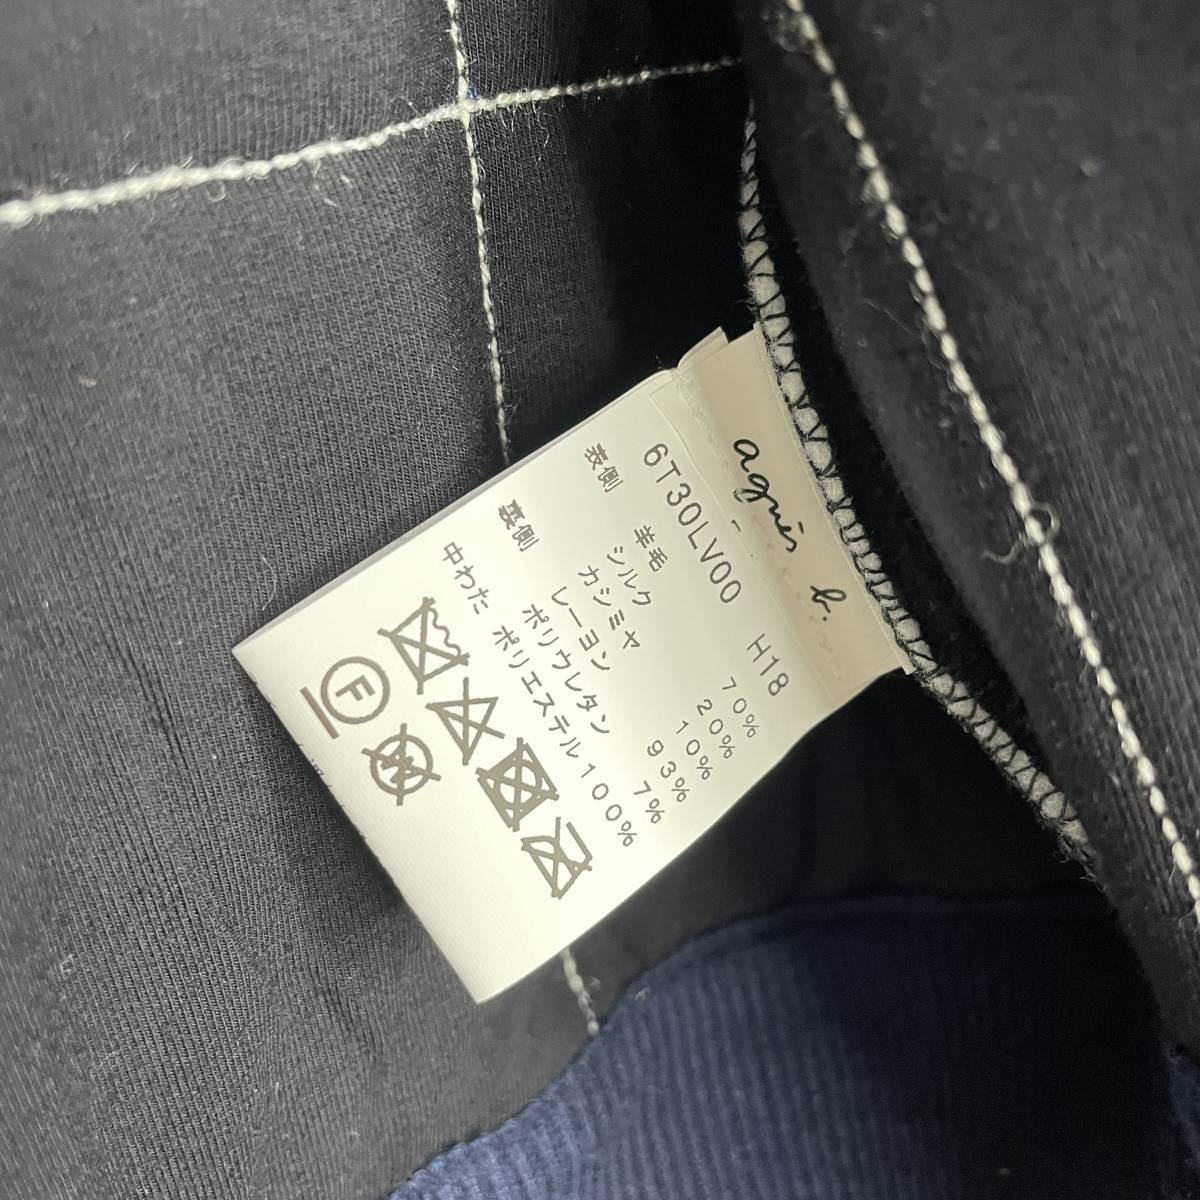 agnès b.
6T30LV00 H18
表側 羊毛 70%
シルク 20%
カシミヤ 10%
裏側 レーヨン 93%
ポリウレタン 7%
中わた ポリエステル 100%
F